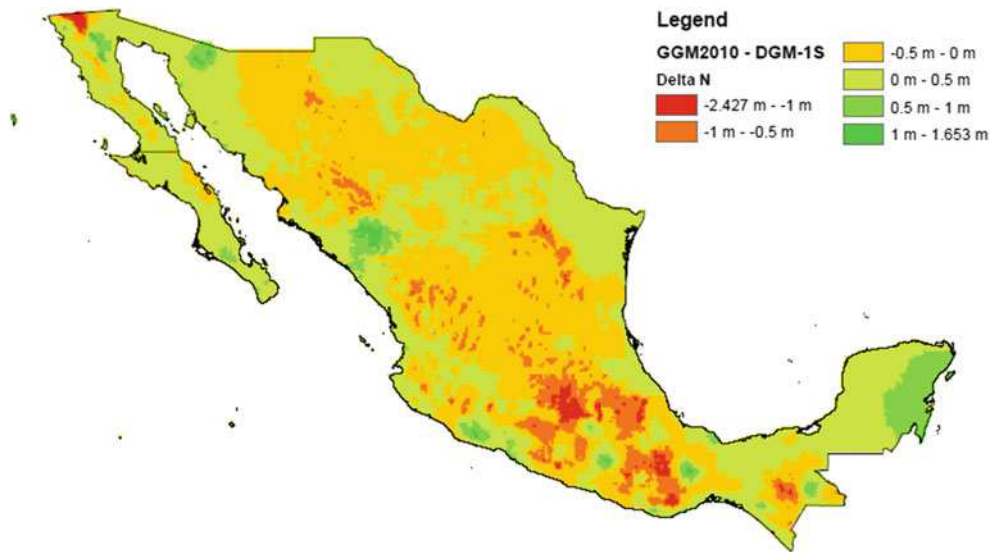 Legend
GGM2010 - DGM-1S
Delta N
-2.427 m - -1 m
-1 m - -0.5 m
-0.5 m - 0 m
0 m - 0.5 m
0.5 m - 1 m
1 m - 1.653 m